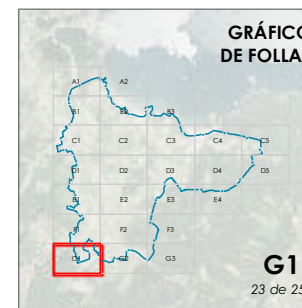 GRÁFICO
DE FOLLA
A1 A2
B1 B2 B3
C1 C2 C3 C4 C5
D1 D2 D3 D4 D5
E1 E2 E3 E4
F1 F2 F3
G1 G2 G3
G1
23 de 25